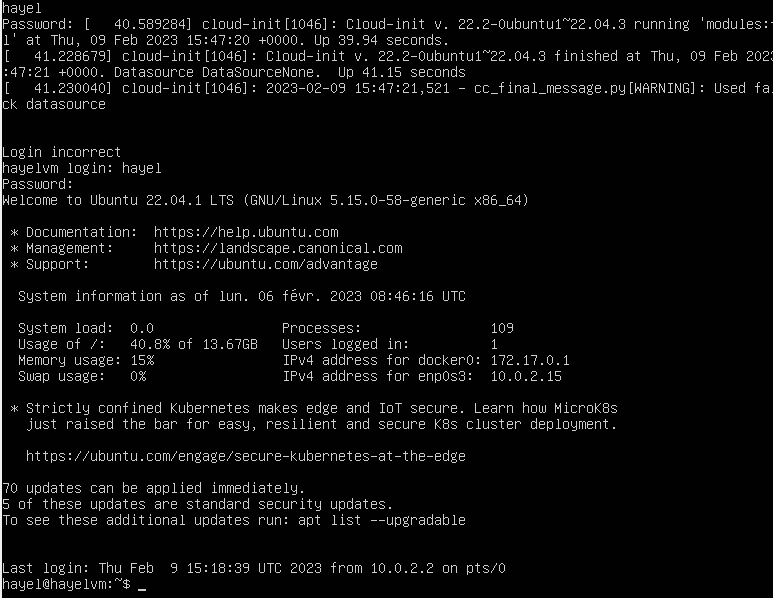 hayel
Password: [   40.589284] cloud-init[1046]: Cloud-init v. 22.2-0ubuntu1~22.04.3 running 'modules:
l' at Thu, 09 Feb 2023 15:47:20 +0000. Up 39.94 seconds.
[   41.228679] cloud-init[1046]: Cloud-init v. 22.2-0ubuntu1~22.04.3 finished at Thu, 09 Feb 2023
:47:21 +0000. Datasource DataSourceNone.  Up 41.15 seconds
[   41.230040] cloud-init[1046]: 2023-02-09 15:47:21,521 - cc_final_message.py[WARNING]: Used fal
ck datasource
Login incorrect
hayelvm login: hayel
Password:
Welcome to Ubuntu 22.04.1 LTS (GNU/Linux 5.15.0-58-generic x86_64)
* Documentation:  https://help.ubuntu.com
* Management:     https://landscape.canonical.com
* Support:        https://ubuntu.com/advantage
System information as of lun. 06 févr. 2023 08:46:16 UTC
System load:  0.0                Processes:                109
Usage of /:   40.8% of 13.67GB   Users logged in:          1
Memory usage: 15%                IPv4 address for docker0: 172.17.0.1
Swap usage:   0%                 IPv4 address for enp0s3:  10.0.2.15
* Strictly confined Kubernetes makes edge and IoT secure. Learn how MicroK8s
just raised the bar for easy, resilient and secure K8s cluster deployment.
https://ubuntu.com/engage/secure-kubernetes-at-the-edge
70 updates can be applied immediately.
5 of these updates are standard security updates.
To see these additional updates run: apt list --upgradable
Last login: Thu Feb  9 15:18:39 UTC 2023 from 10.0.2.2 on pts/0
hayel@hayelvm:~$ _